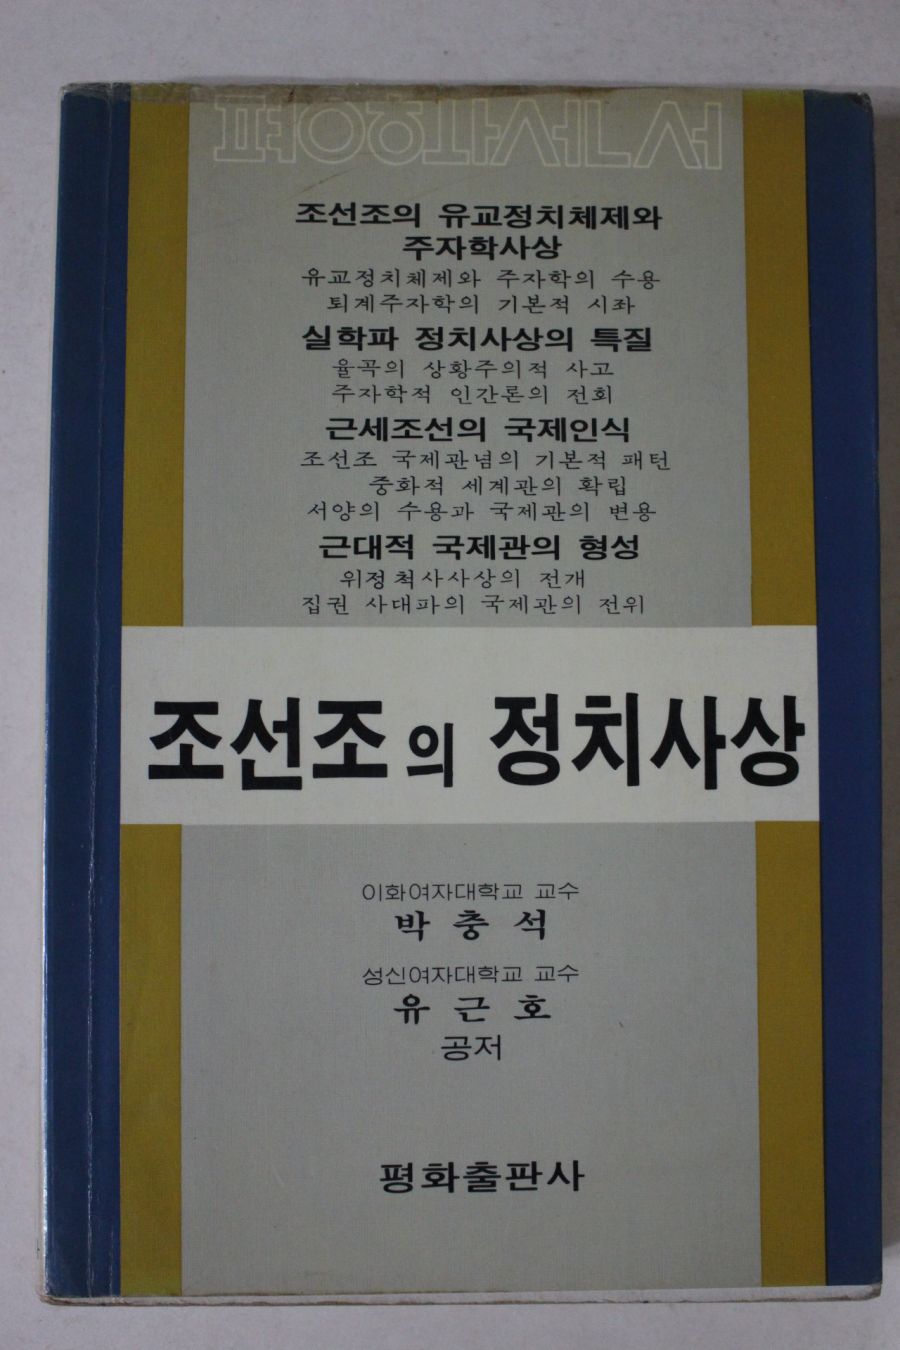 평화신서
조선조의 유교정치체제와
주자학사상
유교정치체제와 주자학의 수용
퇴계주자학의 기본적 시좌
실학파 정치사상의 특질
율곡의 상황주의적 사고
주자학적 인간론의 전회
근세조선의 국제인식
조선조 국제관념의 기본적 패턴
중화적 세계관의 확립
서양의 수용과 국제관의 변용
근대적 국제관의 형성
위정척사사상의 전개
집권 사대파의 국제관의 전위
조선조의 정치사상
이화여자대학교 교수
박충석
성신여자대학교 교수
유근호
공저
평화출판사